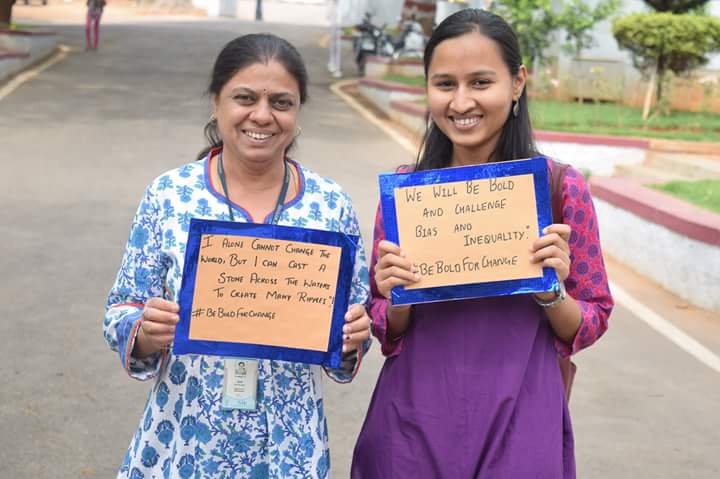 I ALONE CANNOT CHANGE THE
WORLD, BUT I CAN CAST A
STONE ACROSS THE WATERS
TO CREATE MANY RIPPLES"!
#BEBOLDFORCHANGE
WE WILL BE BOLD
AND CHALLENGE
BIAS AND
INEQUALITY."
#BEBOLDFORCHANGE